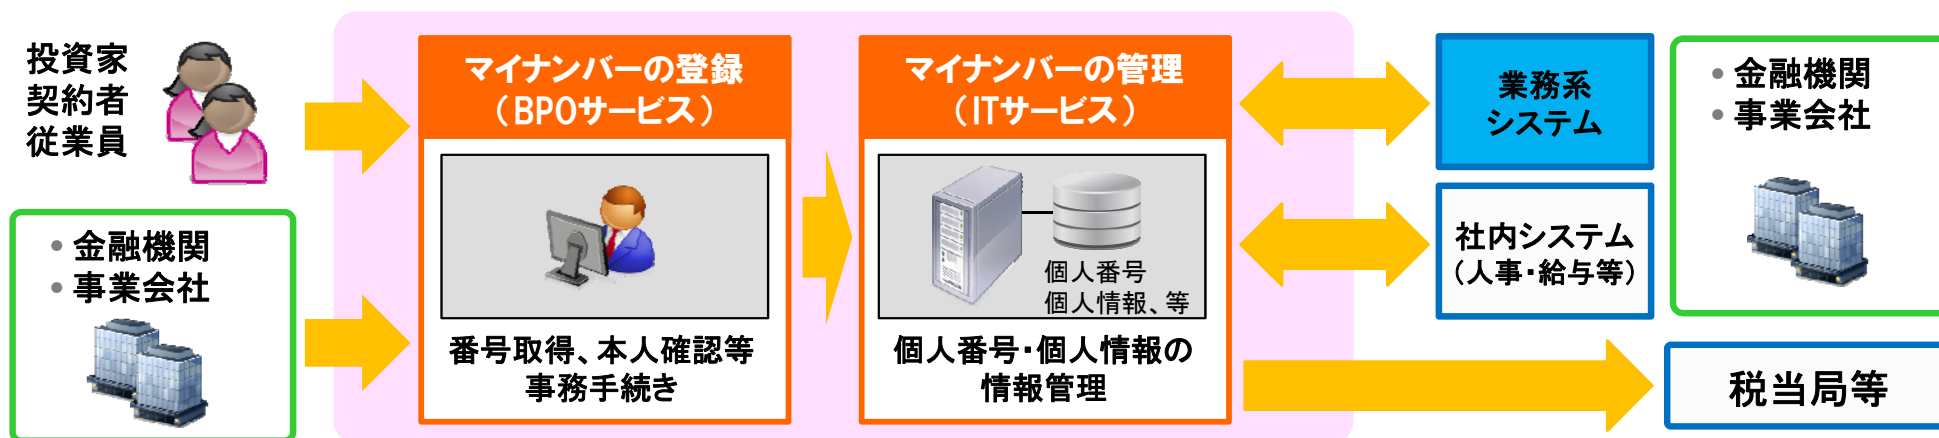 投資家
契約者
従業員
• 金融機関
• 事業会社
マイナンバーの登録
（BPOサービス）
番号取得、本人確認等
事務手続き
マイナンバーの管理
（ITサービス）
個人番号
個人情報、等
個人番号・個人情報の
情報管理
業務系
システム
社内システム
（人事・給与等）
• 金融機関
• 事業会社
税当局等